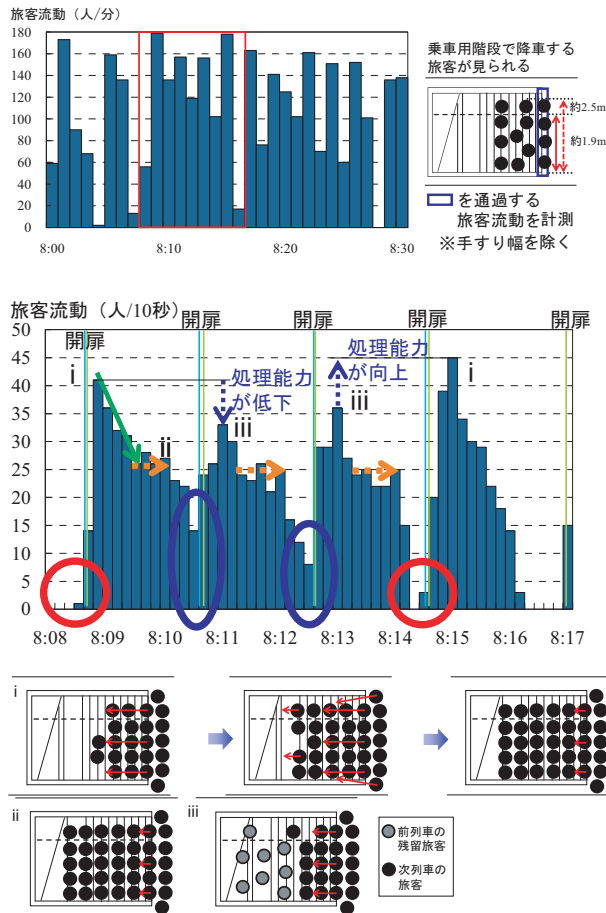 旅客流動（人/分）
180
160
140
120
100
80
60
40
20
0
8:00
8:10
8:20
8:30
乗車用階段で降車する
旅客が見られる
約2.5m
約1.9m
を通過する
旅客流動を計測
※手すり幅を除く
旅客流動（人/10秒）
開扉
開扉
開扉
開扉
開扉
50
45
40
35
30
25
20
15
10
5
0
i
処理能力
が低下
iii
ii
処理能力
が向上
iii
i
8:08
8:09
8:10
8:11
8:12
8:13
8:14
8:15
8:16
8:17
i
ii
iii
前列車の
残留旅客
次列車の
旅客